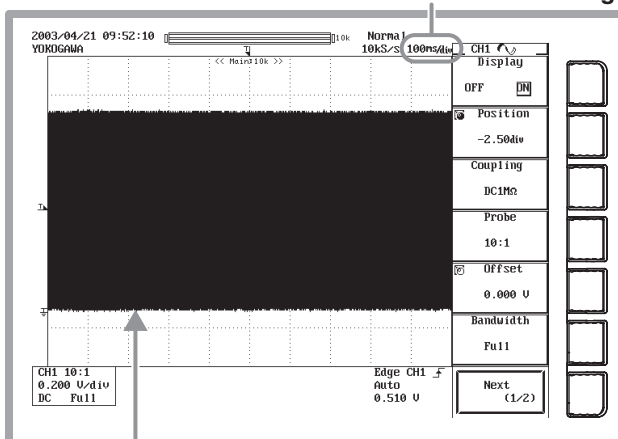 2003/04/21 09:52:10
10k
Normal
YOKOGAWA
10kS/s
100ms/div
<< Main:10k >>
CH1
Display
OFF ON
Position
-2.50div
Coupling
DC1MΩ
Probe
10:1
Offset
0.000 V
Bandwidth
Full
Next
(1/2)
CH1 10:1
0.200 V/div
DC Full
Edge CH1
Auto
0.510 V